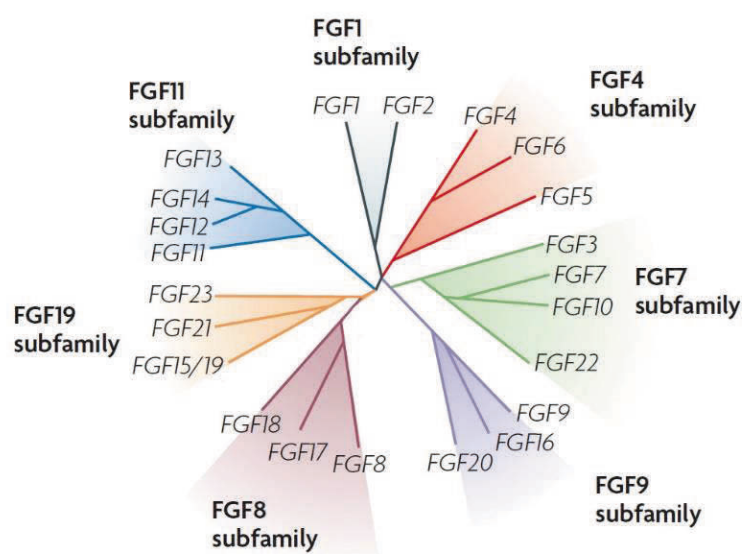 FGF1
subfamily
FGF1
FGF2
FGF4
subfamily
FGF4
FGF6
FGF5
FGF3
FGF7
FGF10
FGF22
FGF7
subfamily
FGF9
FGF16
FGF20
FGF9
subfamily
FGF18
FGF17
FGF8
FGF8
subfamily
FGF23
FGF21
FGF15/19
FGF19
subfamily
FGF11
subfamily
FGF13
FGF14
FGF12
FGF11